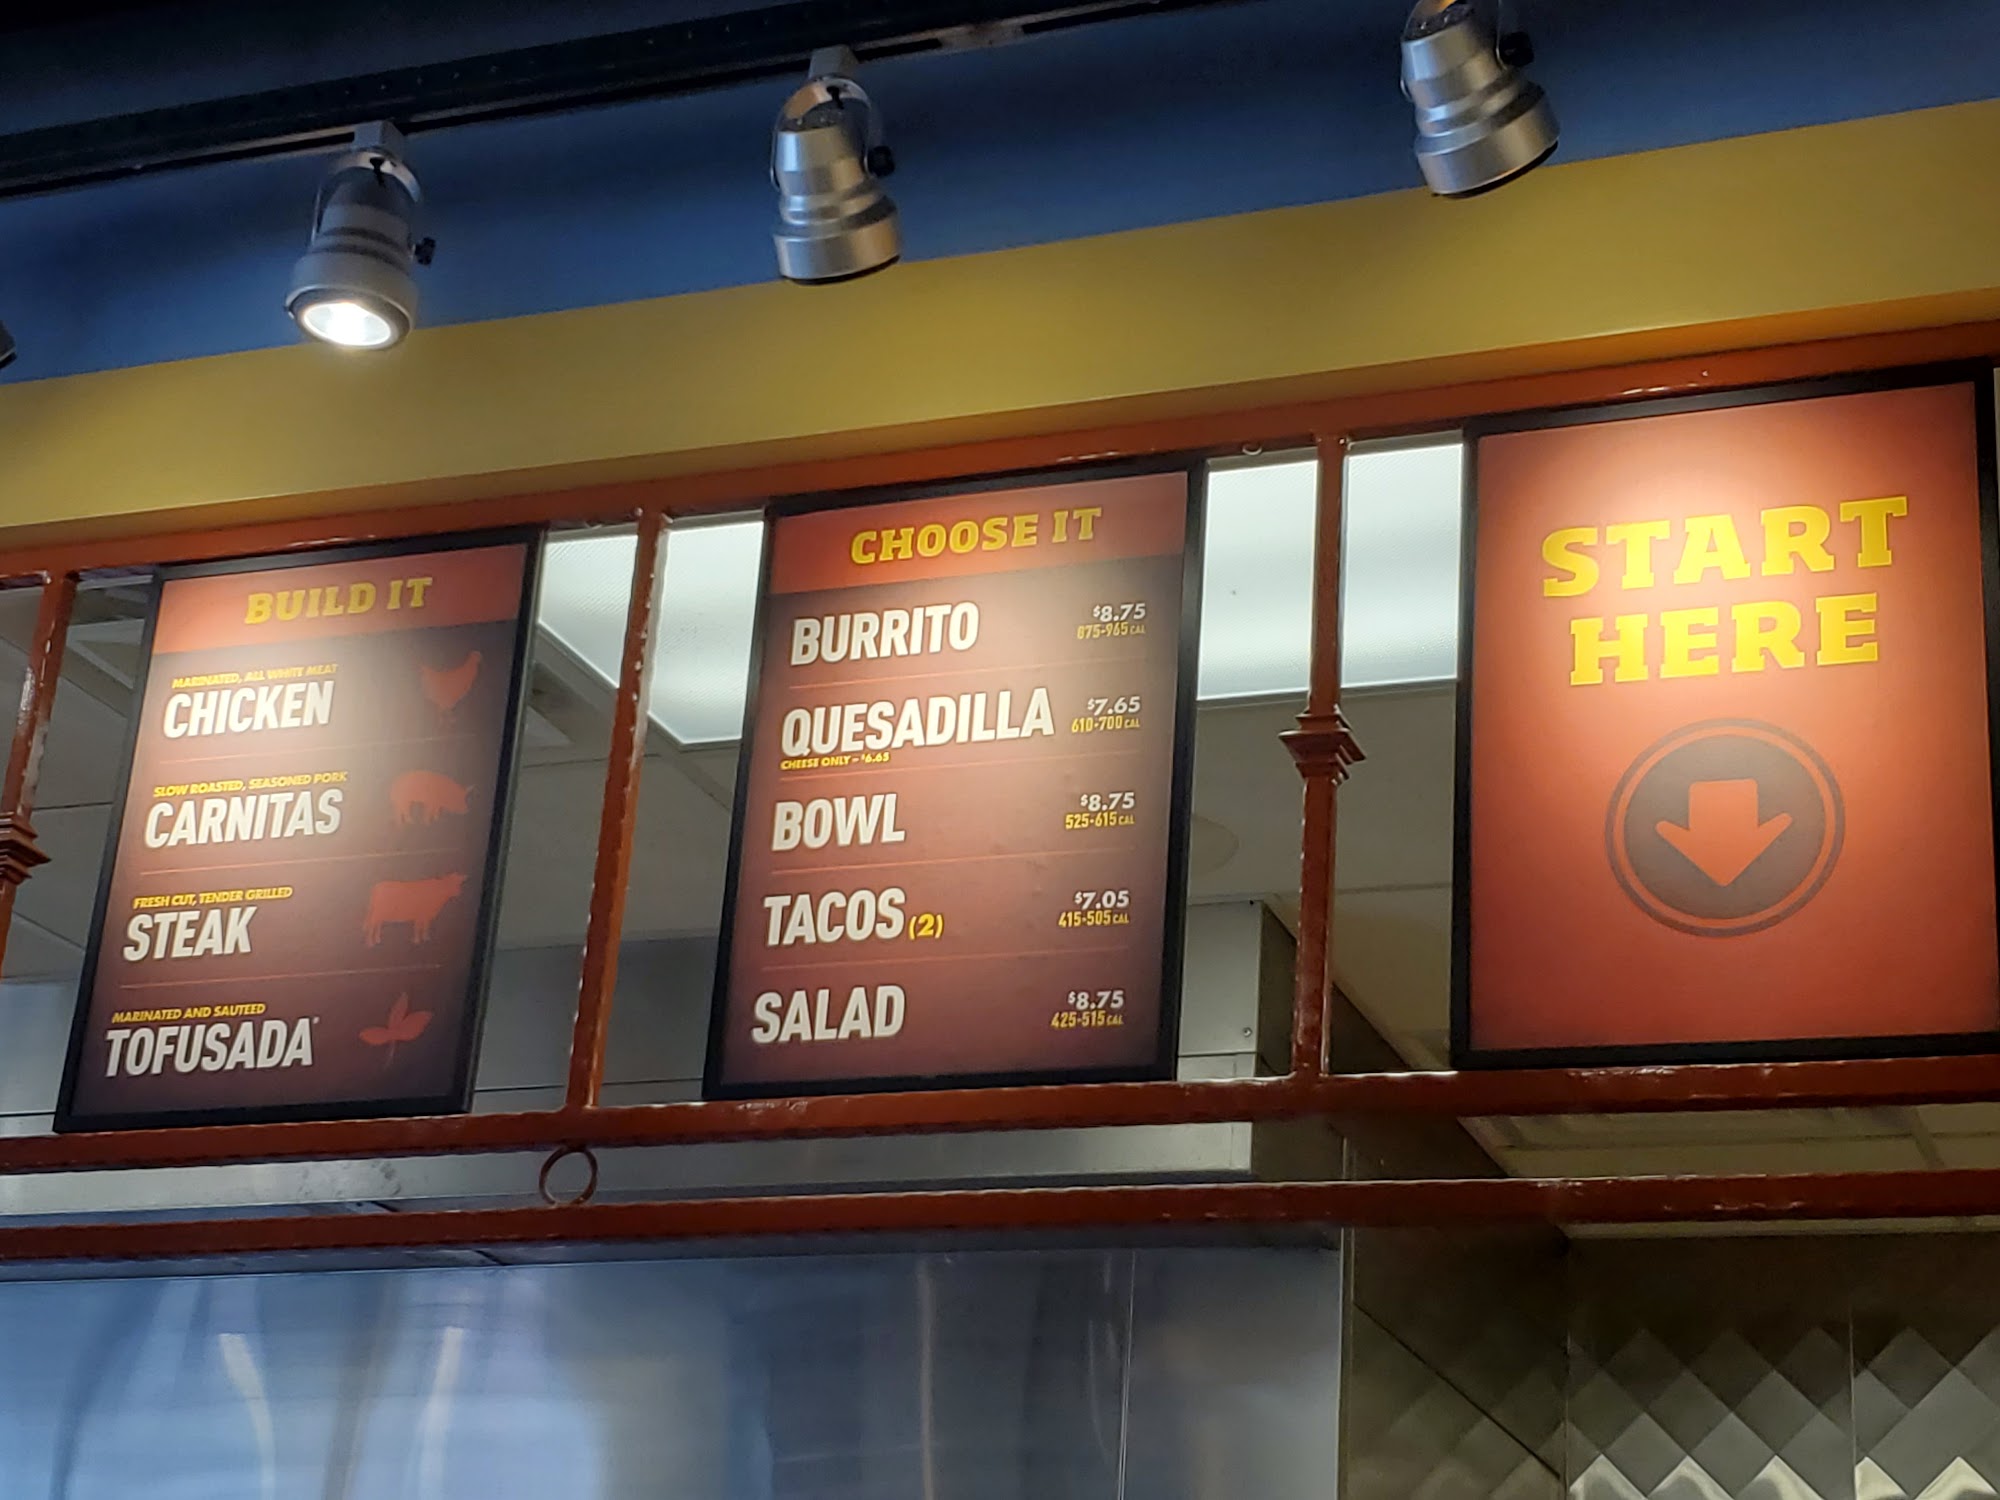 BUILD IT
MARINATED, ALL WHITE MEAT
CHICKEN
SLOW ROASTED, SEASONED PORK
CARNITAS
FRESH CUT, TENDER GRILLED
STEAK
MARINATED AND SAUTEED
TOFUSADA®
CHOOSE IT
BURRITO $8.75
875-965 CAL
QUESADILLA $7.65
610-700 CAL
CHEESE ONLY - $6.65
BOWL $8.75
525-615 CAL
TACOS (2) $7.05
415-505 CAL
SALAD $8.75
425-515 CAL
START
HERE